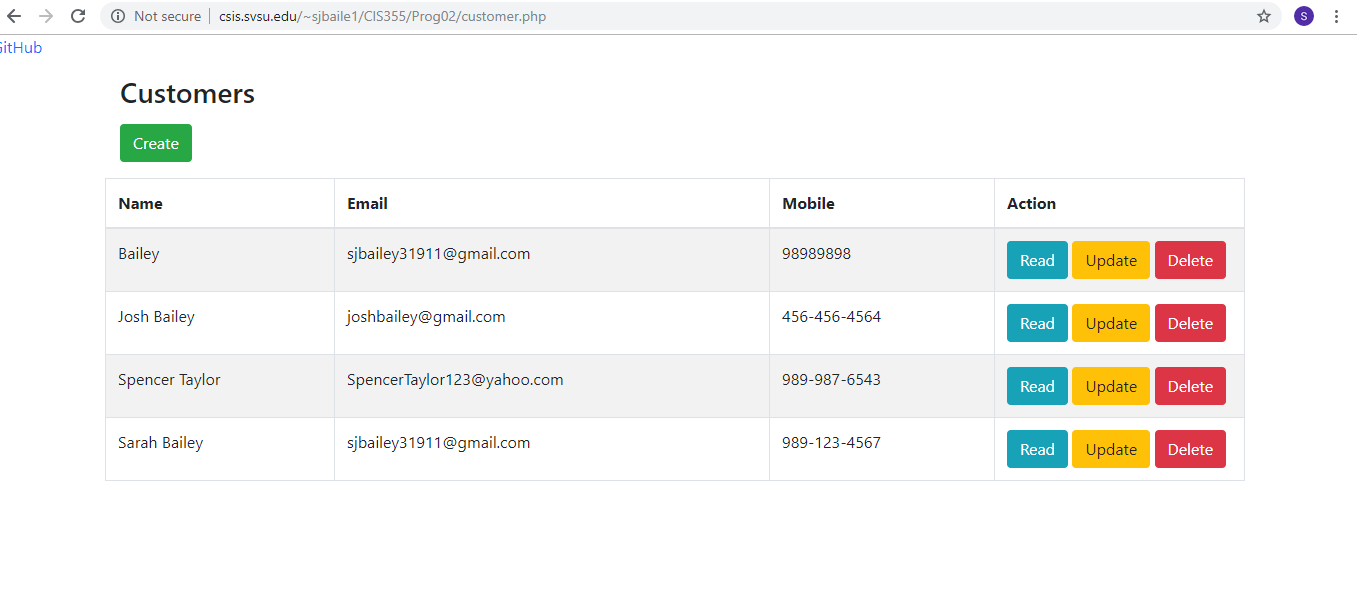 Not secure | csis.svsu.edu/~sjbaile1/CIS355/Prog02/customer.php S
GitHub
Customers
Create
Name Email Mobile Action
Bailey sjbailey31911@gmail.com 98989898 Read Update Delete
Josh Bailey joshbailey@gmail.com 456-456-4564 Read Update Delete
Spencer Taylor SpencerTaylor123@yahoo.com 989-987-6543 Read Update Delete
Sarah Bailey sjbailey31911@gmail.com 989-123-4567 Read Update Delete